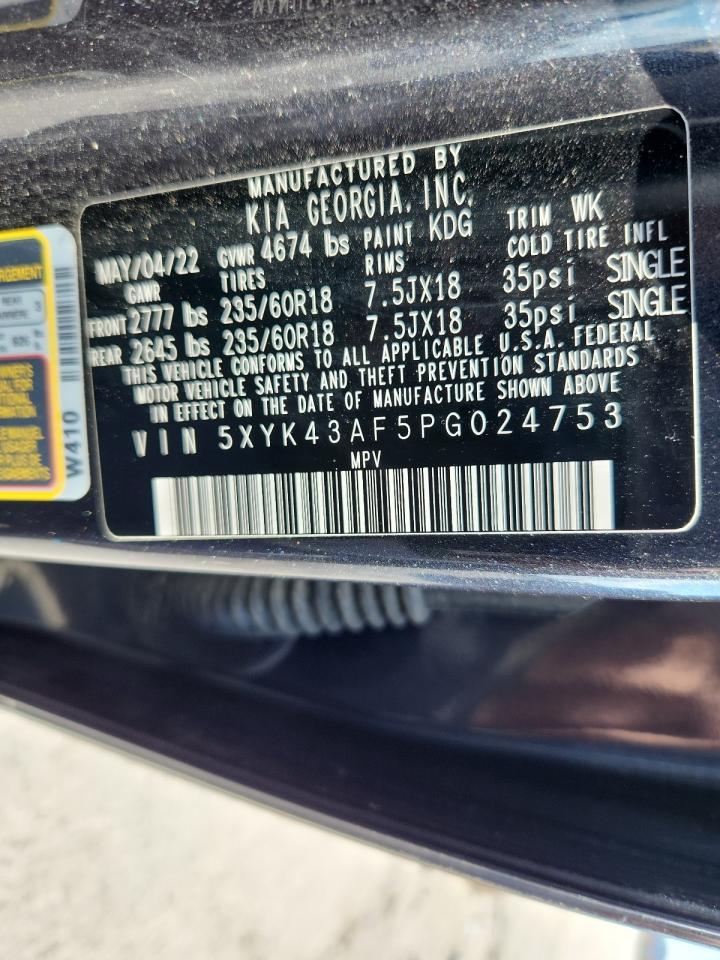 MANUFACTURED BY
KIA GEORGIA, INC.
MAY/04/22 GVWR 4674 lbs PAINT KDG TRIM WK
GAWR TIRES RIMS COLD TIRE INFL
FRONT 2777 lbs 235/60R18 7.5JX18 35psi SINGLE
REAR 2645 lbs 235/60R18 7.5JX18 35psi SINGLE
THIS VEHICLE CONFORMS TO ALL APPLICABLE U.S.A. FEDERAL
MOTOR VEHICLE SAFETY AND THEFT PREVENTION STANDARDS
IN EFFECT ON THE DATE OF MANUFACTURE SHOWN ABOVE
VIN 5XYK43AF5PG024753
MPV
W410